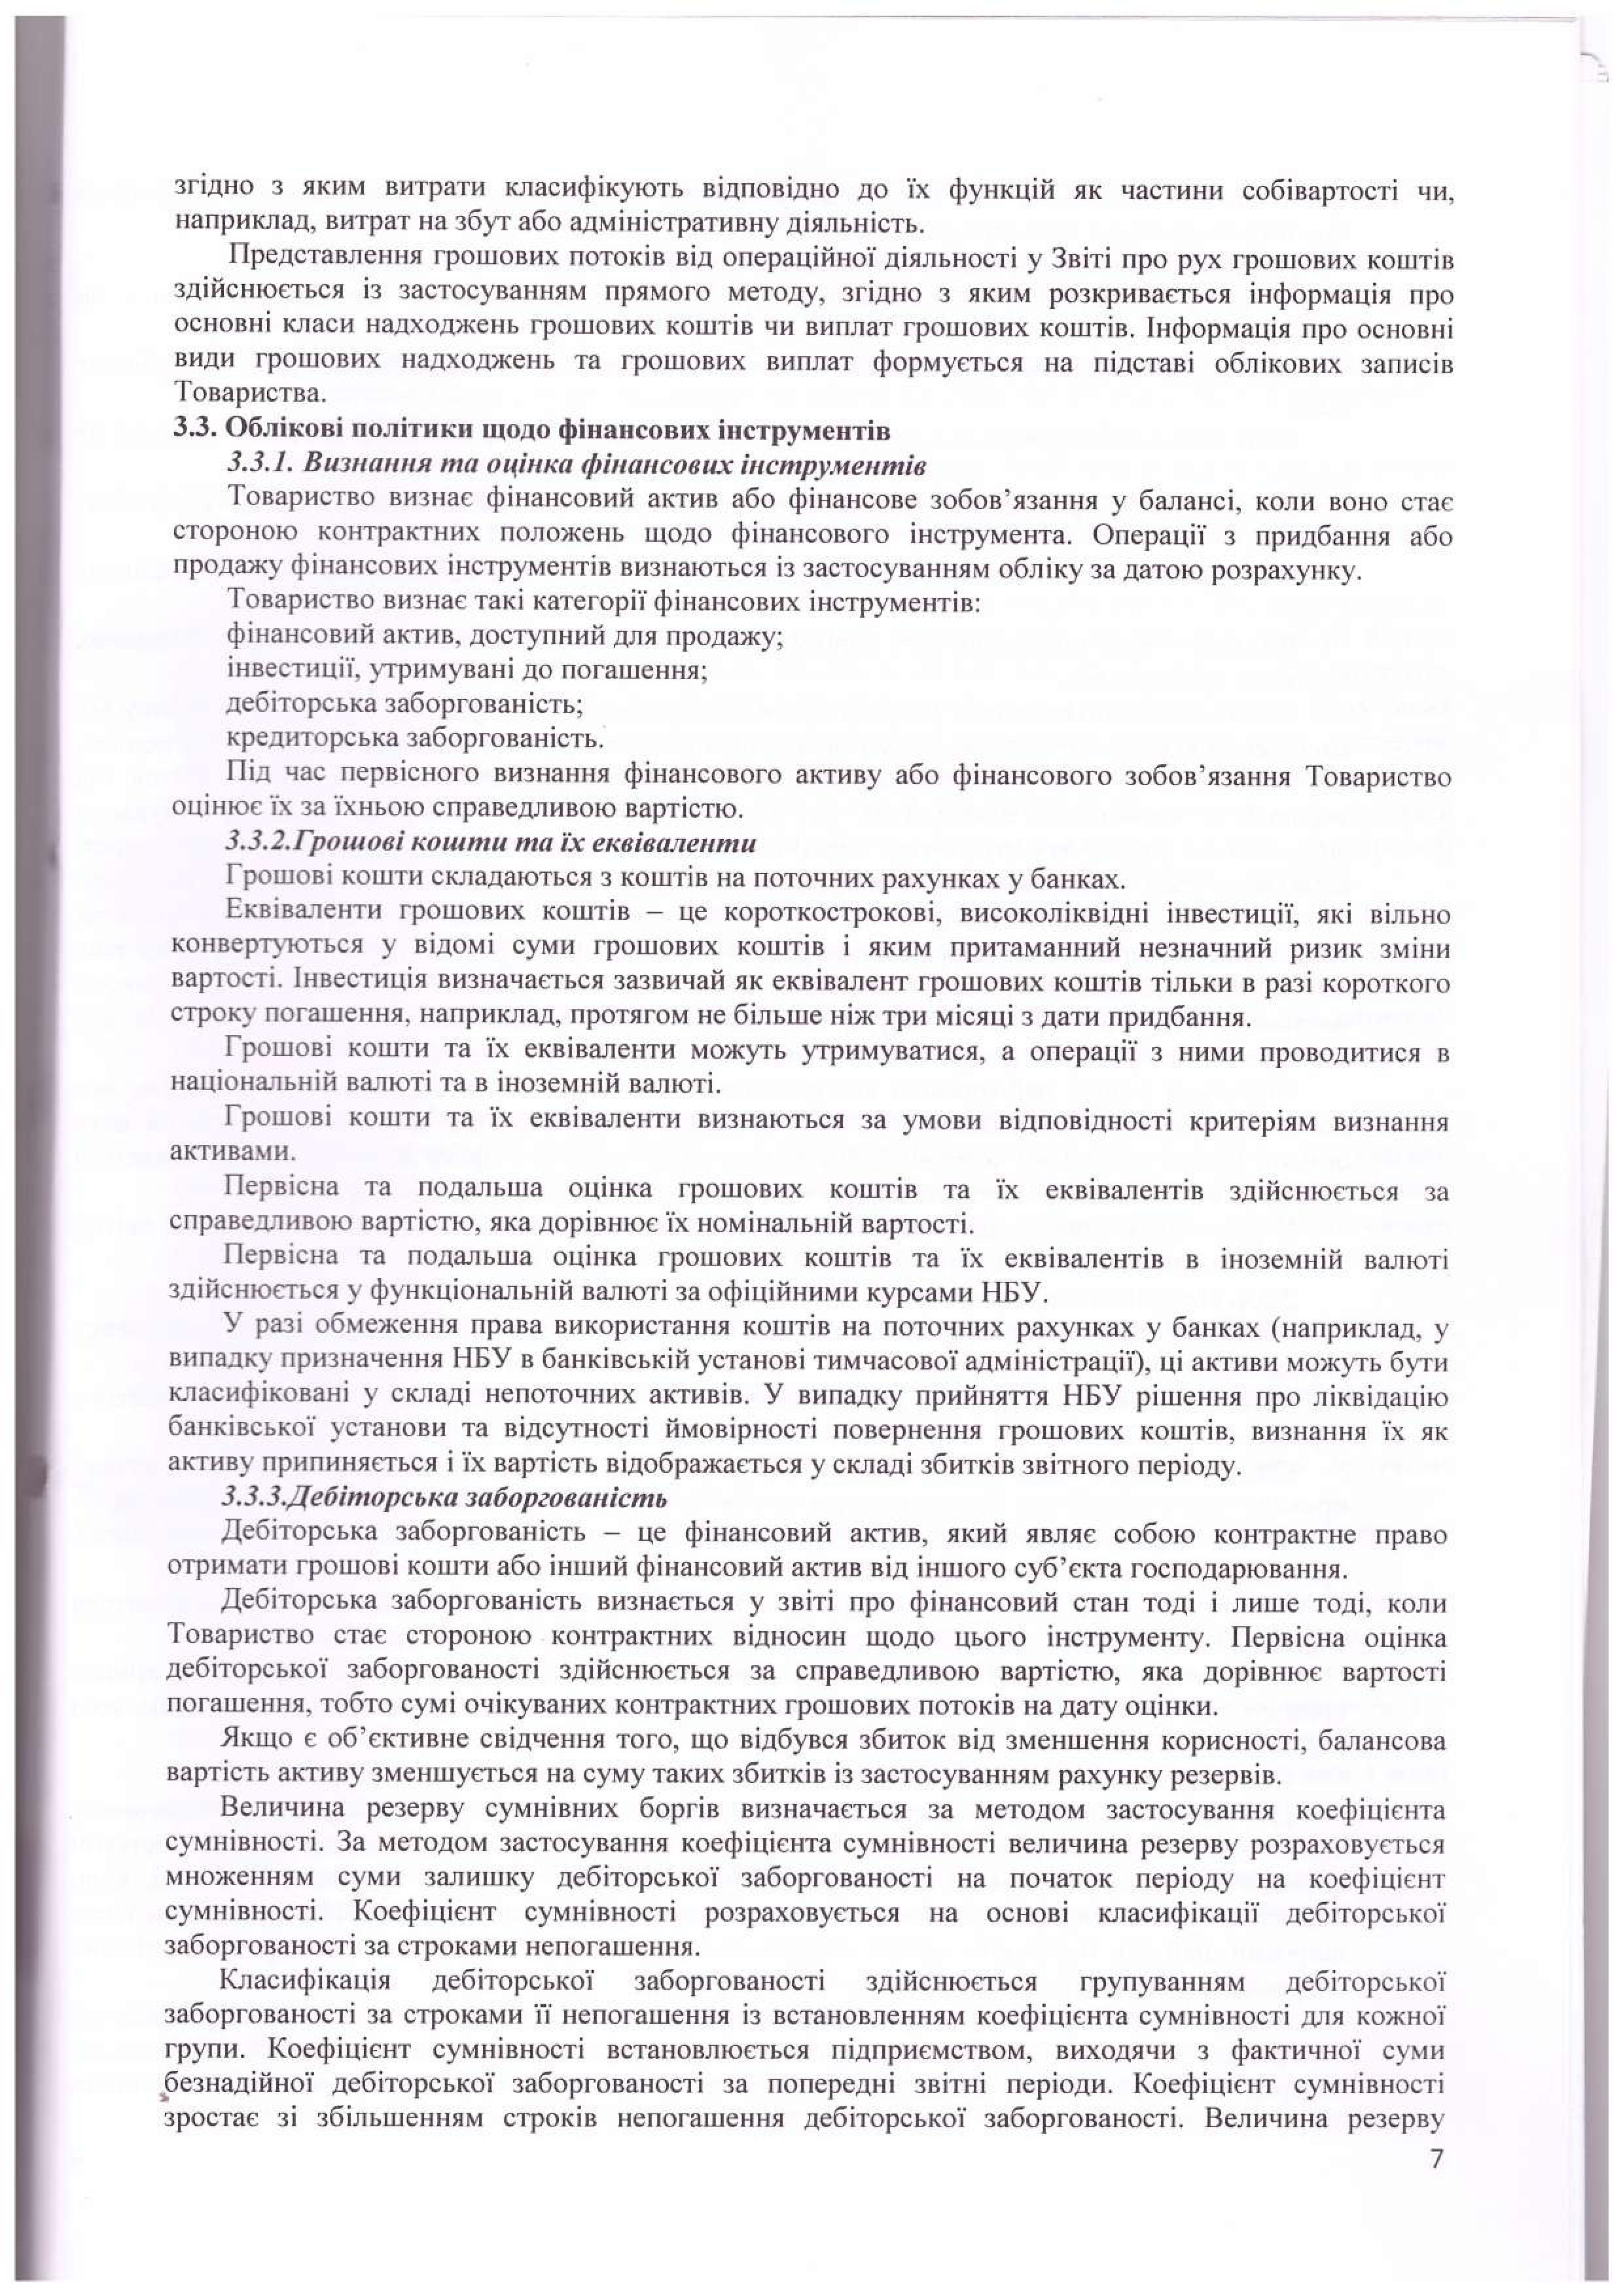 згідно з яким витрати класифікують відповідно до їх функцій як частини собівартості чи,
наприклад, витрат на збут або адміністративну діяльність.
Представлення грошових потоків від операційної діяльності у Звіті про рух грошових коштів
здійснюється із застосуванням прямого методу, згідно з яким розкривається інформація про
основні класи надходжень грошових коштів чи виплат грошових коштів. Інформація про основні
види грошових надходжень та грошових виплат формується на підставі облікових записів
Товариства.
3.3. Облікові політики щодо фінансових інструментів
3.3.1. Визнання та оцінка фінансових інструментів
Товариство визнає фінансовий актив або фінансове зобов’язання у балансі, коли воно стає
стороною контрактних положень щодо фінансового інструмента. Операції з придбання або
продажу фінансових інструментів визнаються із застосуванням обліку за датою розрахунку.
Товариство визнає такі категорії фінансових інструментів:
фінансовий актив, доступний для продажу;
інвестиції, утримувані до погашення;
дебіторська заборгованість;
кредиторська заборгованість.
Під час первісного визнання фінансового активу або фінансового зобов’язання Товариство
оцінює їх за їхньою справедливою вартістю.
3.3.2.Грошові кошти та їх еквіваленти
Грошові кошти складаються з коштів на поточних рахунках у банках.
Еквіваленти грошових коштів – це короткострокові, високоліквідні інвестиції, які вільно
конвертуються у відомі суми грошових коштів і яким притаманний незначний ризик зміни
вартості. Інвестиція визначається зазвичай як еквівалент грошових коштів тільки в разі короткого
строку погашення, наприклад, протягом не більше ніж три місяці з дати придбання.
Грошові кошти та їх еквіваленти можуть утримуватися, а операції з ними проводитися в
національній валюті та в іноземній валюті.
Грошові кошти та їх еквіваленти визнаються за умови відповідності критеріям визнання
активами.
Первісна та подальша оцінка грошових коштів та їх еквівалентів здійснюється за
справедливою вартістю, яка дорівнює їх номінальній вартості.
Первісна та подальша оцінка грошових коштів та їх еквівалентів в іноземній валюті
здійснюється у функціональній валюті за офіційними курсами НБУ.
У разі обмеження права використання коштів на поточних рахунках у банках (наприклад, у
випадку призначення НБУ в банківській установі тимчасової адміністрації), ці активи можуть бути
класифіковані у складі непоточних активів. У випадку прийняття НБУ рішення про ліквідацію
банківської установи та відсутності ймовірності повернення грошових коштів, визнання їх як
активу припиняється і їх вартість відображається у складі збитків звітного періоду.
3.3.3.Дебіторська заборгованість
Дебіторська заборгованість – це фінансовий актив, який являє собою контрактне право
отримати грошові кошти або інший фінансовий актив від іншого суб’єкта господарювання.
Дебіторська заборгованість визнається у звіті про фінансовий стан тоді і лише тоді, коли
Товариство стає стороною контрактних відносин щодо цього інструменту. Первісна оцінка
дебіторської заборгованості здійснюється за справедливою вартістю, яка дорівнює вартості
погашення, тобто сумі очікуваних контрактних грошових потоків на дату оцінки.
Якщо є об’єктивне свідчення того, що відбувся збиток від зменшення корисності, балансова
вартість активу зменшується на суму таких збитків із застосуванням рахунку резервів.
Величина резерву сумнівних боргів визначається за методом застосування коефіцієнта
сумнівності. За методом застосування коефіцієнта сумнівності величина резерву розраховується
множенням суми залишку дебіторської заборгованості на початок періоду на коефіцієнт
сумнівності. Коефіцієнт сумнівності розраховується на основі класифікації дебіторської
заборгованості за строками непогашення.
Класифікація дебіторської заборгованості здійснюється групуванням дебіторської
заборгованості за строками її непогашення із встановленням коефіцієнта сумнівності для кожної
групи. Коефіцієнт сумнівності встановлюється підприємством, виходячи з фактичної суми
безнадійної дебіторської заборгованості за попередні звітні періоди. Коефіцієнт сумнівності
зростає зі збільшенням строків непогашення дебіторської заборгованості. Величина резерву
7